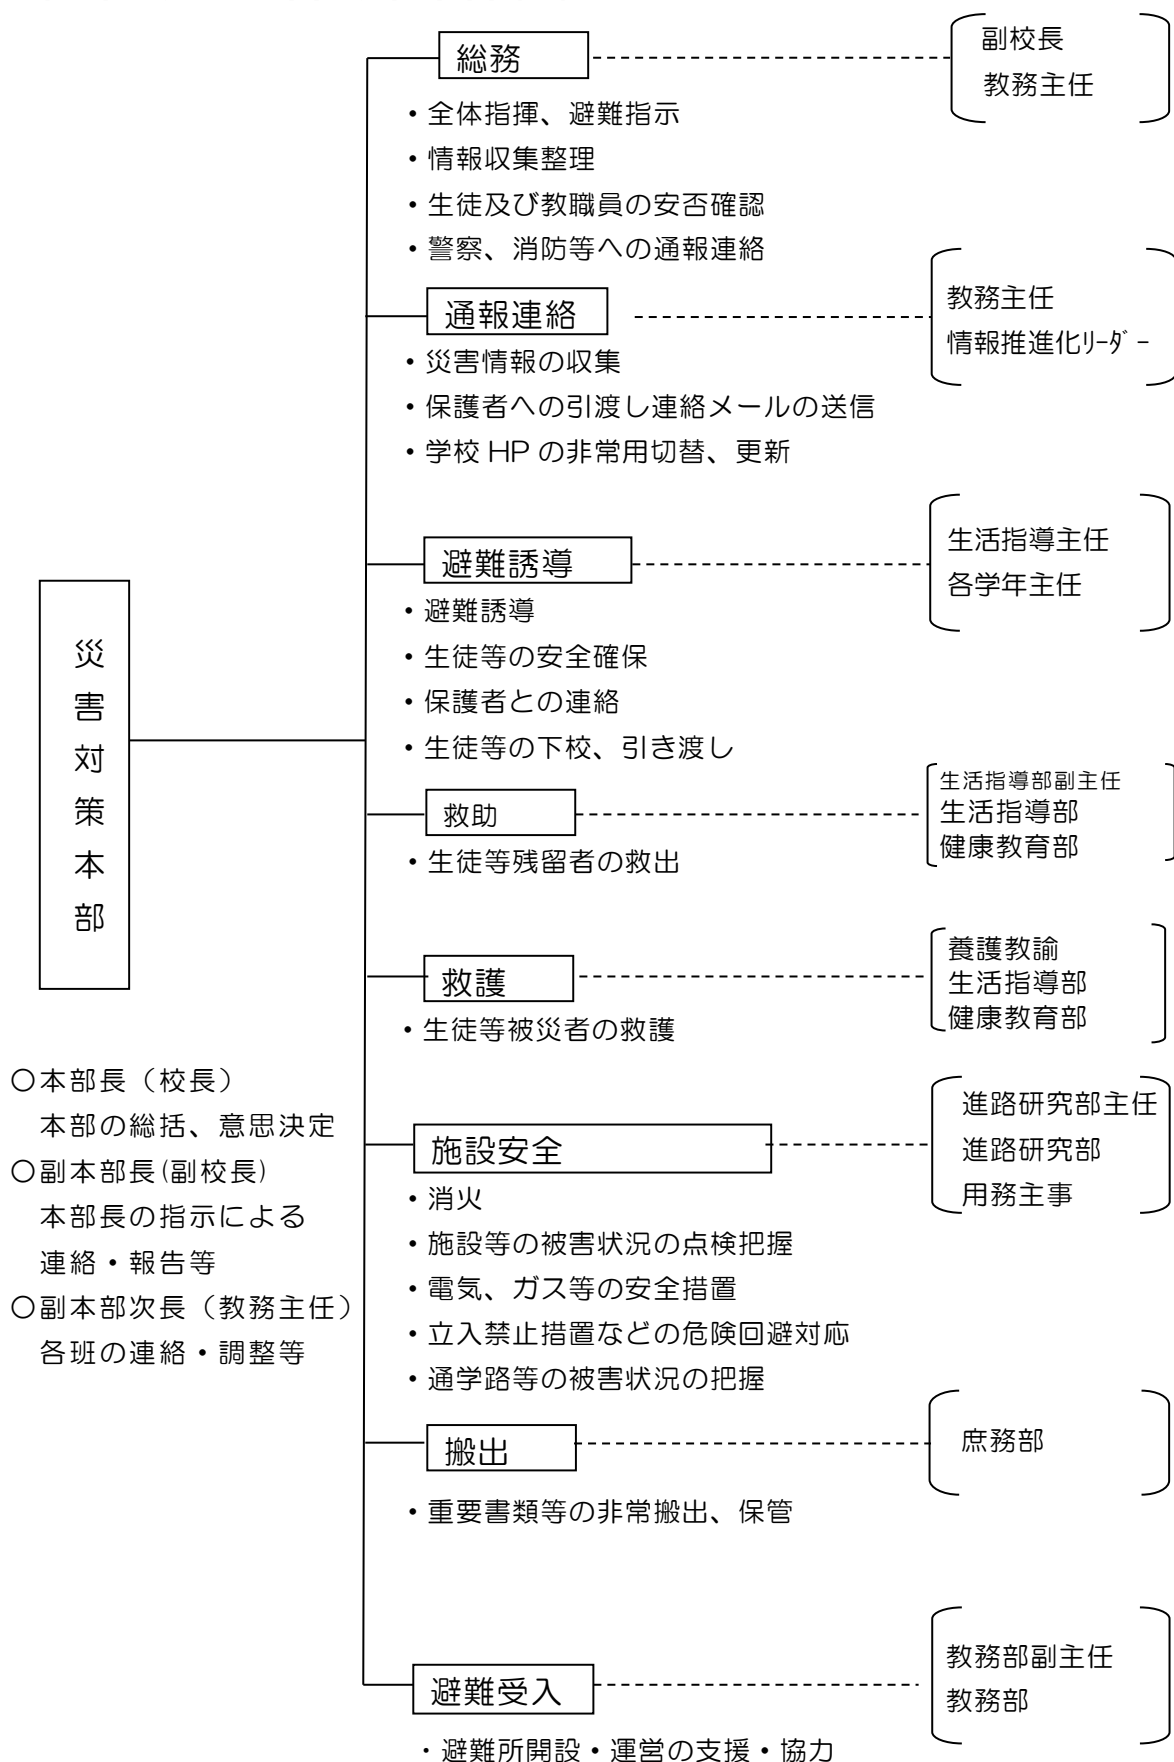 総務
副校長
教務主任
・全体指揮、避難指示
・情報収集整理
・生徒及び教職員の安否確認
・警察、消防等への通報連絡
通報連絡
教務主任
情報推進化ﾘｰﾀﾞｰ
・災害情報の収集
・保護者への引渡し連絡メールの送信
・学校 HP の非常用切替、更新
避難誘導
生活指導主任
各学年主任
・避難誘導
・生徒等の安全確保
・保護者との連絡
・生徒等の下校、引き渡し
災害対策本部
救助
生活指導部副主任
生活指導部
健康教育部
・生徒等残留者の救出
救護
養護教諭
生活指導部
健康教育部
・生徒等被災者の救護
〇本部長（校長）
本部の総括、意思決定
〇副本部長(副校長)
本部長の指示による
連絡・報告等
〇副本部次長（教務主任）
各班の連絡・調整等
施設安全
進路研究部主任
進路研究部
用務主事
・消火
・施設等の被害状況の点検把握
・電気、ガス等の安全措置
・立入禁止措置などの危険回避対応
・通学路等の被害状況の把握
搬出
庶務部
・重要書類等の非常搬出、保管
避難受入
教務部副主任
教務部
・避難所開設・運営の支援・協力